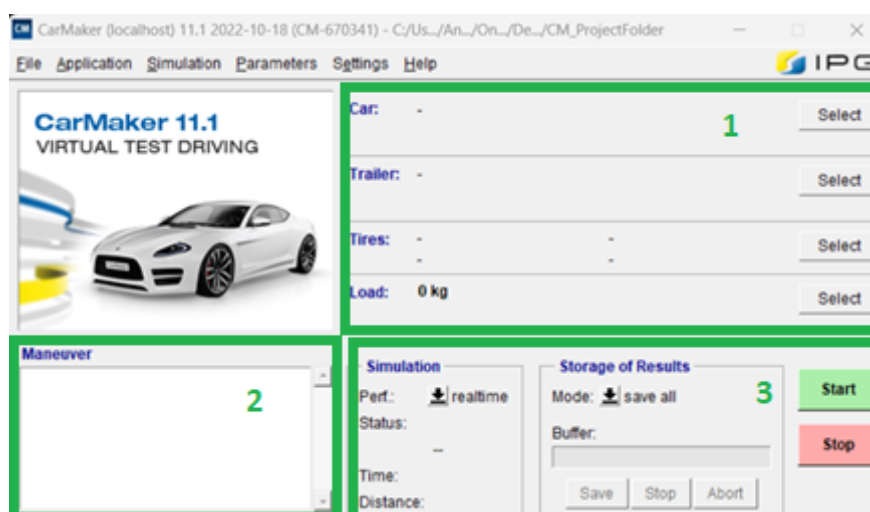 CarMaker (localhost) 11.1 2022-10-18 (CM-670341) - C:/Us.../An.../On.../De.../CM_ProjectFolder
File Application Simulation Parameters Settings Help
IPG
CarMaker 11.1
VIRTUAL TEST DRIVING
Car: - 1 Select
Trailer: - Select
Tires: - - Select
- -
Load: 0 kg Select
Maneuver
2
Simulation
Perf.: realtime
Status:
--
Time:
Distance:
Storage of Results
Mode: save all 3
Buffer:
Save Stop Abort
Start
Stop